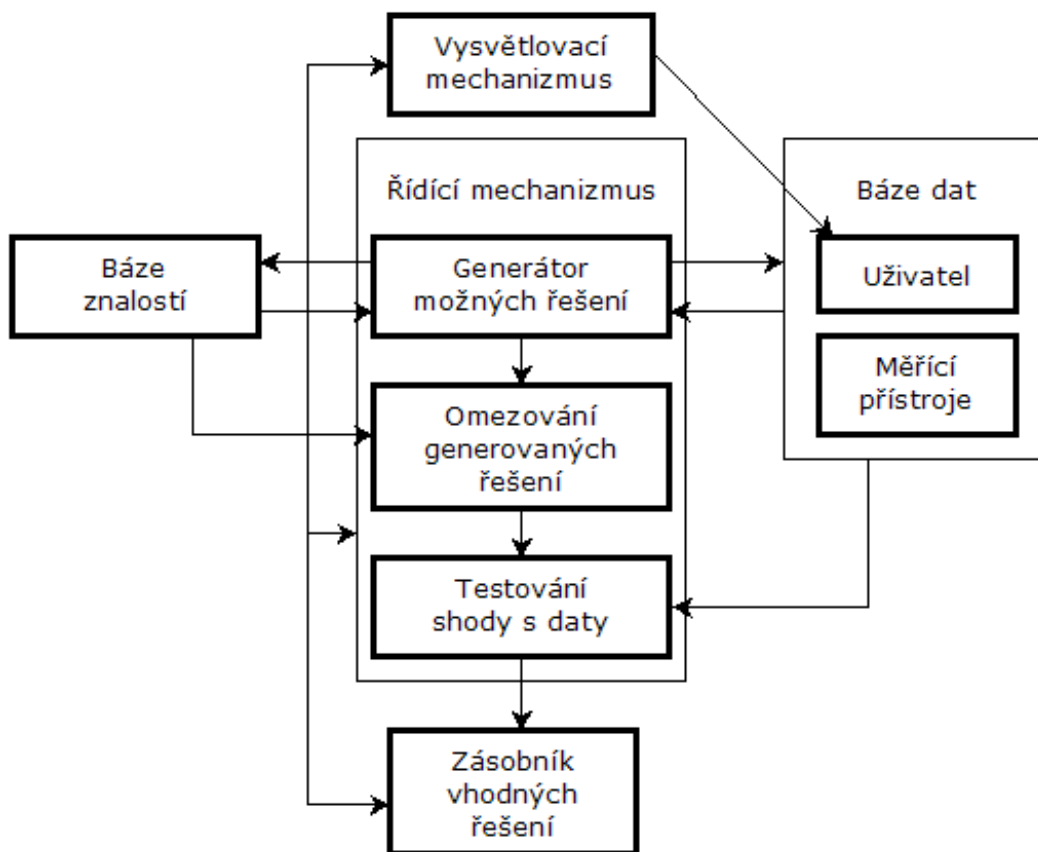 Vysvětlovací
mechanizmus
Řídící mechanizmus
Báze dat
Báze
znalostí
Generátor
možných řešení
Uživatel
Měřící
přístroje
Omezování
generovaných
řešení
Testování
shody s daty
Zásobník
vhodných
řešení